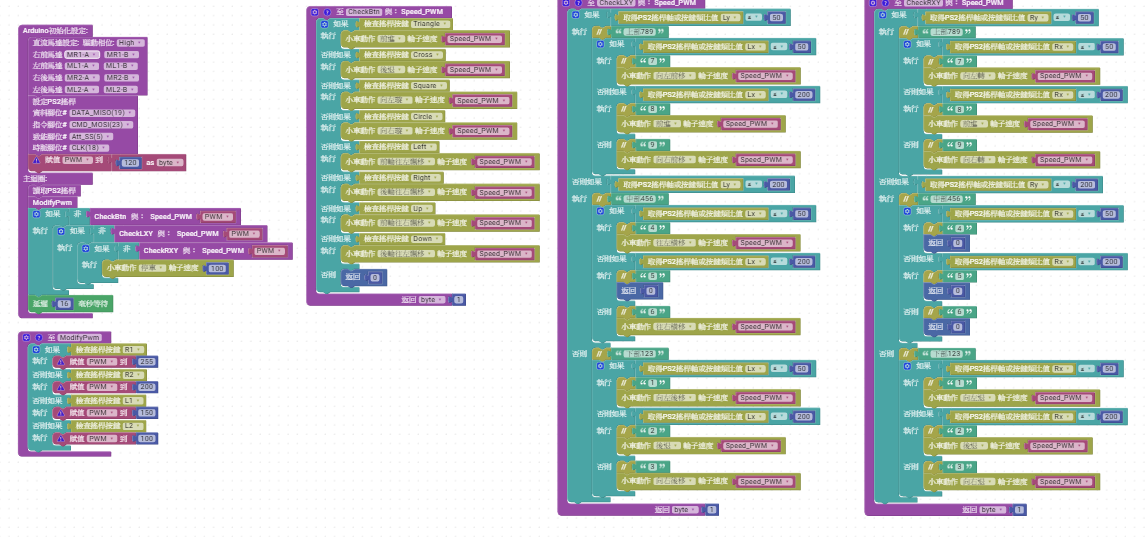 Arduino初始化設定:
直流馬達設定: 驅動相位: High
右前馬達 MR1-A MR1-B
左前馬達 ML1-A ML1-B
右後馬達 MR2-A MR2-B
左後馬達 ML2-A ML2-B
設定PS2搖桿
資料腳位# DATA_MISO(19)
指令腳位# CMD_MOSI(23)
致能腳位# Att_SS(5)
時脈腳位# CLK(18)
賦值 PWM 到 120 as byte
主迴圈:
讀取PS2搖桿
ModifyPwm
如果 非 CheckBtn 與: Speed_PWM PWM
執行 如果 非 CheckLXY 與: Speed_PWM PWM
執行 如果 非 CheckRXY 與: Speed_PWM PWM
執行 小車動作 停車 輪子速度 100
延遲 16 毫秒等待
至 ModifyPwm
如果 檢查搖桿按鍵 R1
執行 賦值 PWM 到 255
否則如果 檢查搖桿按鍵 R2
執行 賦值 PWM 到 200
否則如果 檢查搖桿按鍵 L1
執行 賦值 PWM 到 150
否則如果 檢查搖桿按鍵 L2
執行 賦值 PWM 到 100
至 CheckBtn 與: Speed_PWM
如果 檢查搖桿按鍵 Triangle
執行 小車動作 前進 輪子速度 Speed_PWM
否則如果 檢查搖桿按鍵 Cross
執行 小車動作 後退 輪子速度 Speed_PWM
否則如果 檢查搖桿按鍵 Square
執行 小車動作 輪子速度 Speed_PWM
否則如果 檢查搖桿按鍵 Circle
執行 小車動作 輪子速度 Speed_PWM
否則如果 檢查搖桿按鍵 Left
執行 小車動作 輪子速度 Speed_PWM
否則如果 檢查搖桿按鍵 Right
執行 小車動作 輪子速度 Speed_PWM
否則如果 檢查搖桿按鍵 Up
執行 小車動作 輪子速度 Speed_PWM
否則如果 檢查搖桿按鍵 Down
執行 小車動作 輪子速度 Speed_PWM
否則 返回 0
返回 byte 1
至 CheckLXY 與: Speed_PWM
如果 取得PS2搖桿軸或按鍵類比值 Ly ≤ 50
執行 // “ 上面789 ”
如果 取得PS2搖桿軸或按鍵類比值 Lx ≤ 50
執行 // “ 7 ”
小車動作 向左前移 輪子速度 Speed_PWM
否則如果 取得PS2搖桿軸或按鍵類比值 Lx ≤ 200
執行 // “ 8 ”
小車動作 前進 輪子速度 Speed_PWM
否則 // “ 9 ”
小車動作 向右前移 輪子速度 Speed_PWM
否則如果 取得PS2搖桿軸或按鍵類比值 Ly ≤ 200
執行 // “ 中間456 ”
如果 取得PS2搖桿軸或按鍵類比值 Lx ≤ 50
執行 // “ 4 ”
小車動作 往左橫移 輪子速度 Speed_PWM
否則如果 取得PS2搖桿軸或按鍵類比值 Lx ≤ 200
執行 // “ 5 ”
返回 0
否則 // “ 6 ”
小車動作 往右橫移 輪子速度 Speed_PWM
否則 // “ 下面123 ”
如果 取得PS2搖桿軸或按鍵類比值 Lx ≤ 50
執行 // “ 1 ”
小車動作 向左後移 輪子速度 Speed_PWM
否則如果 取得PS2搖桿軸或按鍵類比值 Lx ≤ 200
執行 // “ 2 ”
小車動作 後退 輪子速度 Speed_PWM
否則 // “ 3 ”
小車動作 向右後移 輪子速度 Speed_PWM
返回 byte 1
至 CheckRXY 與: Speed_PWM
如果 取得PS2搖桿軸或按鍵類比值 Ry ≤ 50
執行 // “ 上面789 ”
如果 取得PS2搖桿軸或按鍵類比值 Rx ≤ 50
執行 // “ 7 ”
小車動作 向左轉 輪子速度 Speed_PWM
否則如果 取得PS2搖桿軸或按鍵類比值 Rx ≤ 200
執行 // “ 8 ”
小車動作 前進 輪子速度 Speed_PWM
否則 // “ 9 ”
小車動作 向右轉 輪子速度 Speed_PWM
否則如果 取得PS2搖桿軸或按鍵類比值 Ry ≤ 200
執行 // “ 中間456 ”
如果 取得PS2搖桿軸或按鍵類比值 Rx ≤ 50
執行 // “ 4 ”
返回 0
否則如果 取得PS2搖桿軸或按鍵類比值 Rx ≤ 200
執行 // “ 5 ”
返回 0
否則 // “ 6 ”
返回 0
否則 // “ 下面123 ”
如果 取得PS2搖桿軸或按鍵類比值 Rx ≤ 50
執行 // “ 1 ”
小車動作 輪子速度 Speed_PWM
否則如果 取得PS2搖桿軸或按鍵類比值 Rx ≤ 200
執行 // “ 2 ”
小車動作 後退 輪子速度 Speed_PWM
否則 // “ 3 ”
小車動作 輪子速度 Speed_PWM
返回 byte 1